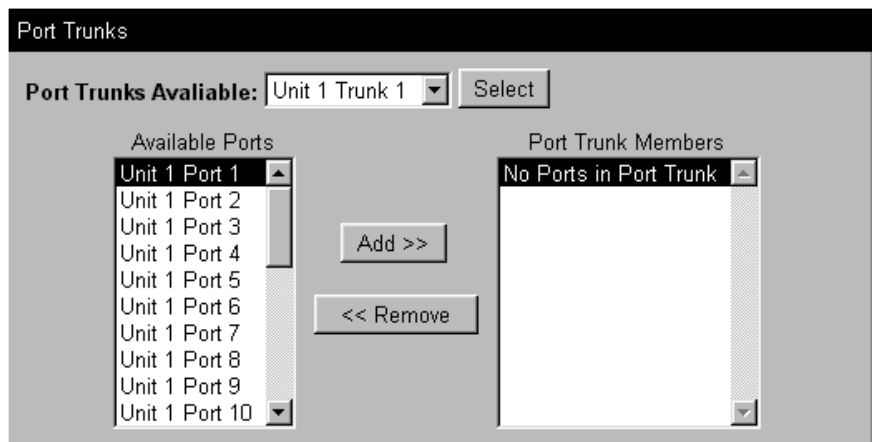 Port Trunks
Port Trunks Avaliable: Unit 1 Trunk 1 Select
Available Ports
Unit 1 Port 1
Unit 1 Port 2
Unit 1 Port 3
Unit 1 Port 4
Unit 1 Port 5
Unit 1 Port 6
Unit 1 Port 7
Unit 1 Port 8
Unit 1 Port 9
Unit 1 Port 10
Add >>
<< Remove
Port Trunk Members
No Ports in Port Trunk